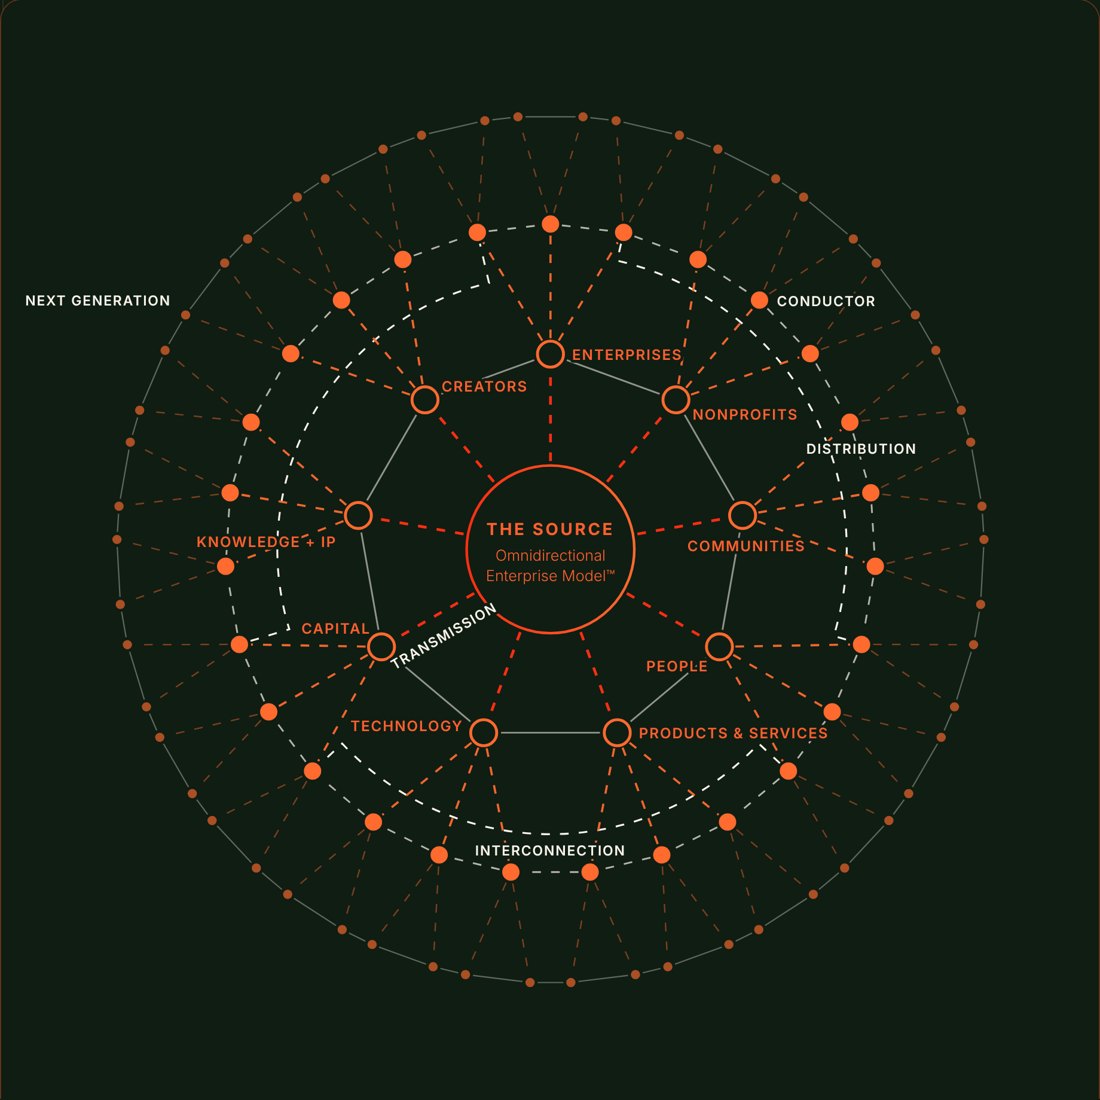 NEXT GENERATION
CONDUCTOR
ENTERPRISES
CREATORS
NONPROFITS
DISTRIBUTION
THE SOURCE
Omnidirectional
Enterprise Model™
KNOWLEDGE + IP
COMMUNITIES
CAPITAL
TRANSMISSION
PEOPLE
TECHNOLOGY
PRODUCTS & SERVICES
INTERCONNECTION